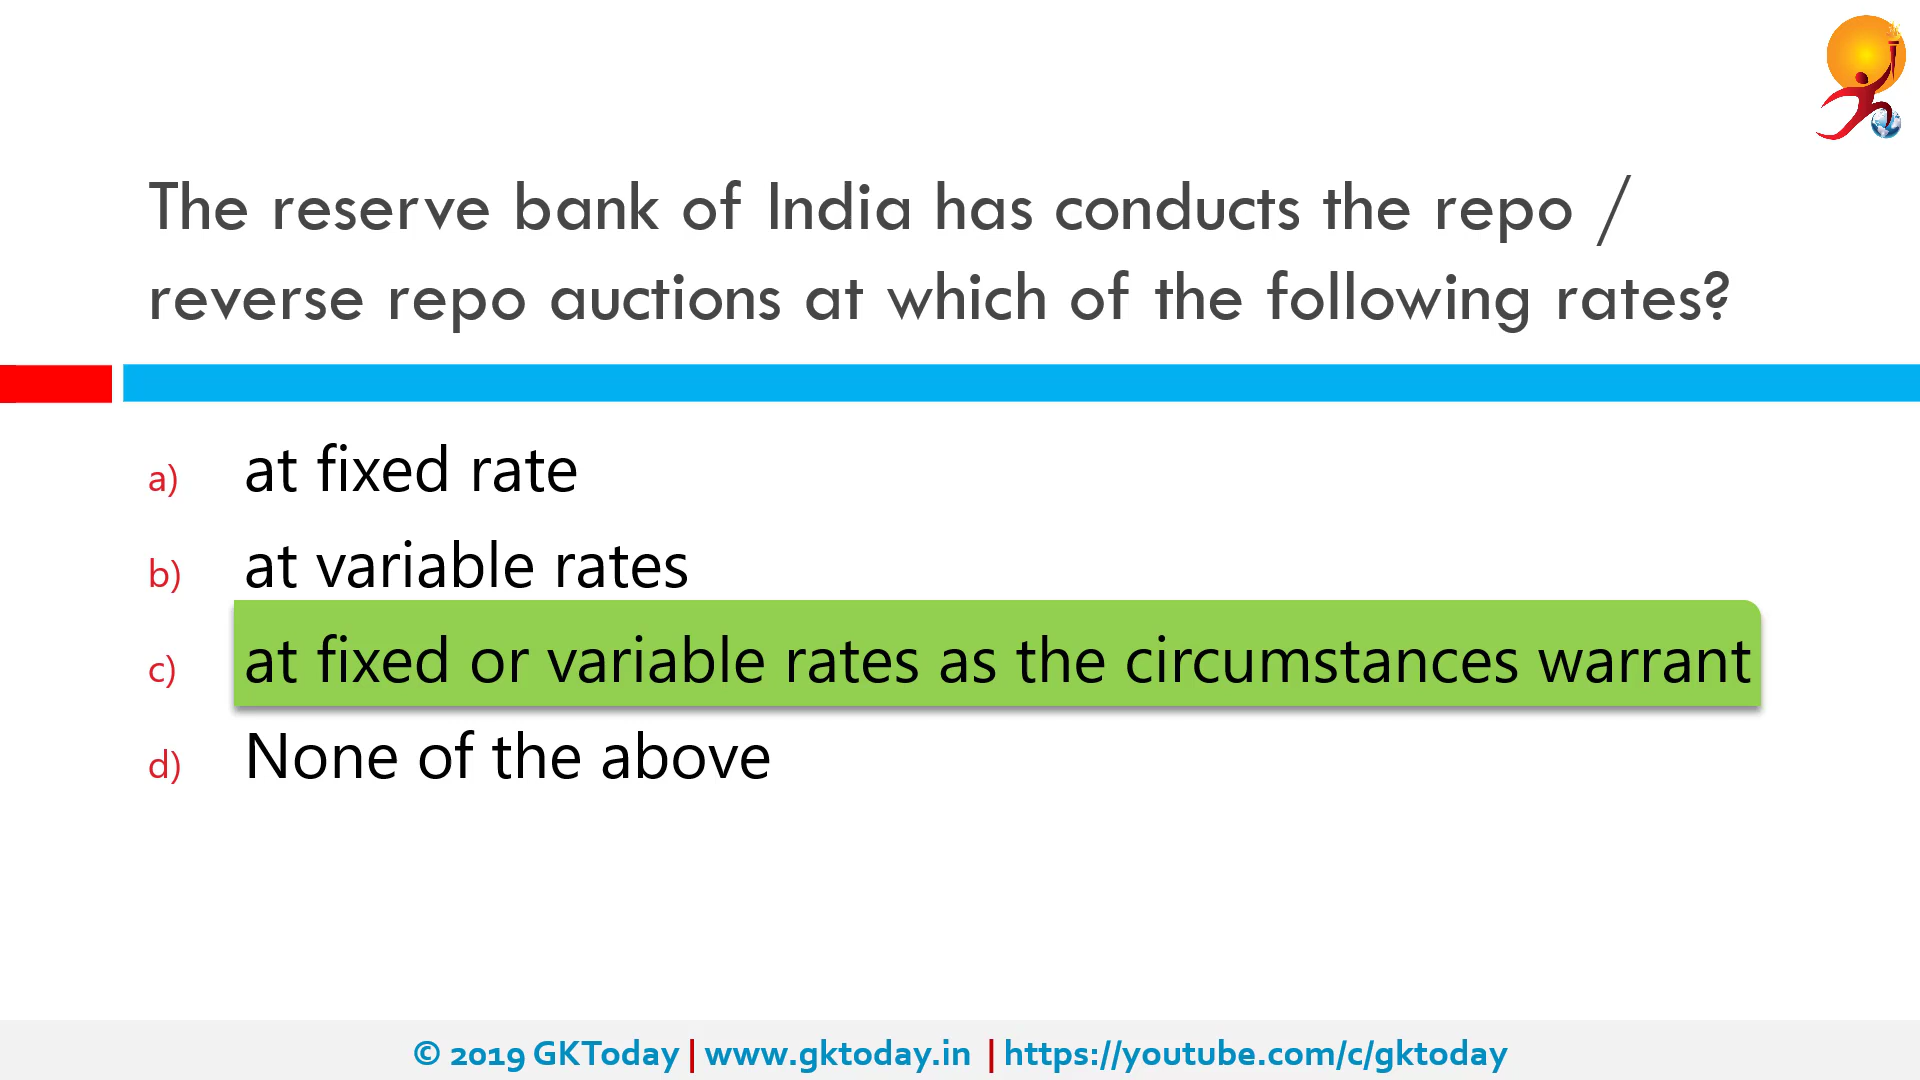 The reserve bank of India has conducts the repo /
reverse repo auctions at which of the following rates?
a) at fixed rate
b) at variable rates
c) at fixed or variable rates as the circumstances warrant
d) None of the above
© 2019 GKToday | www.gktoday.in | https://youtube.com/c/gktoday